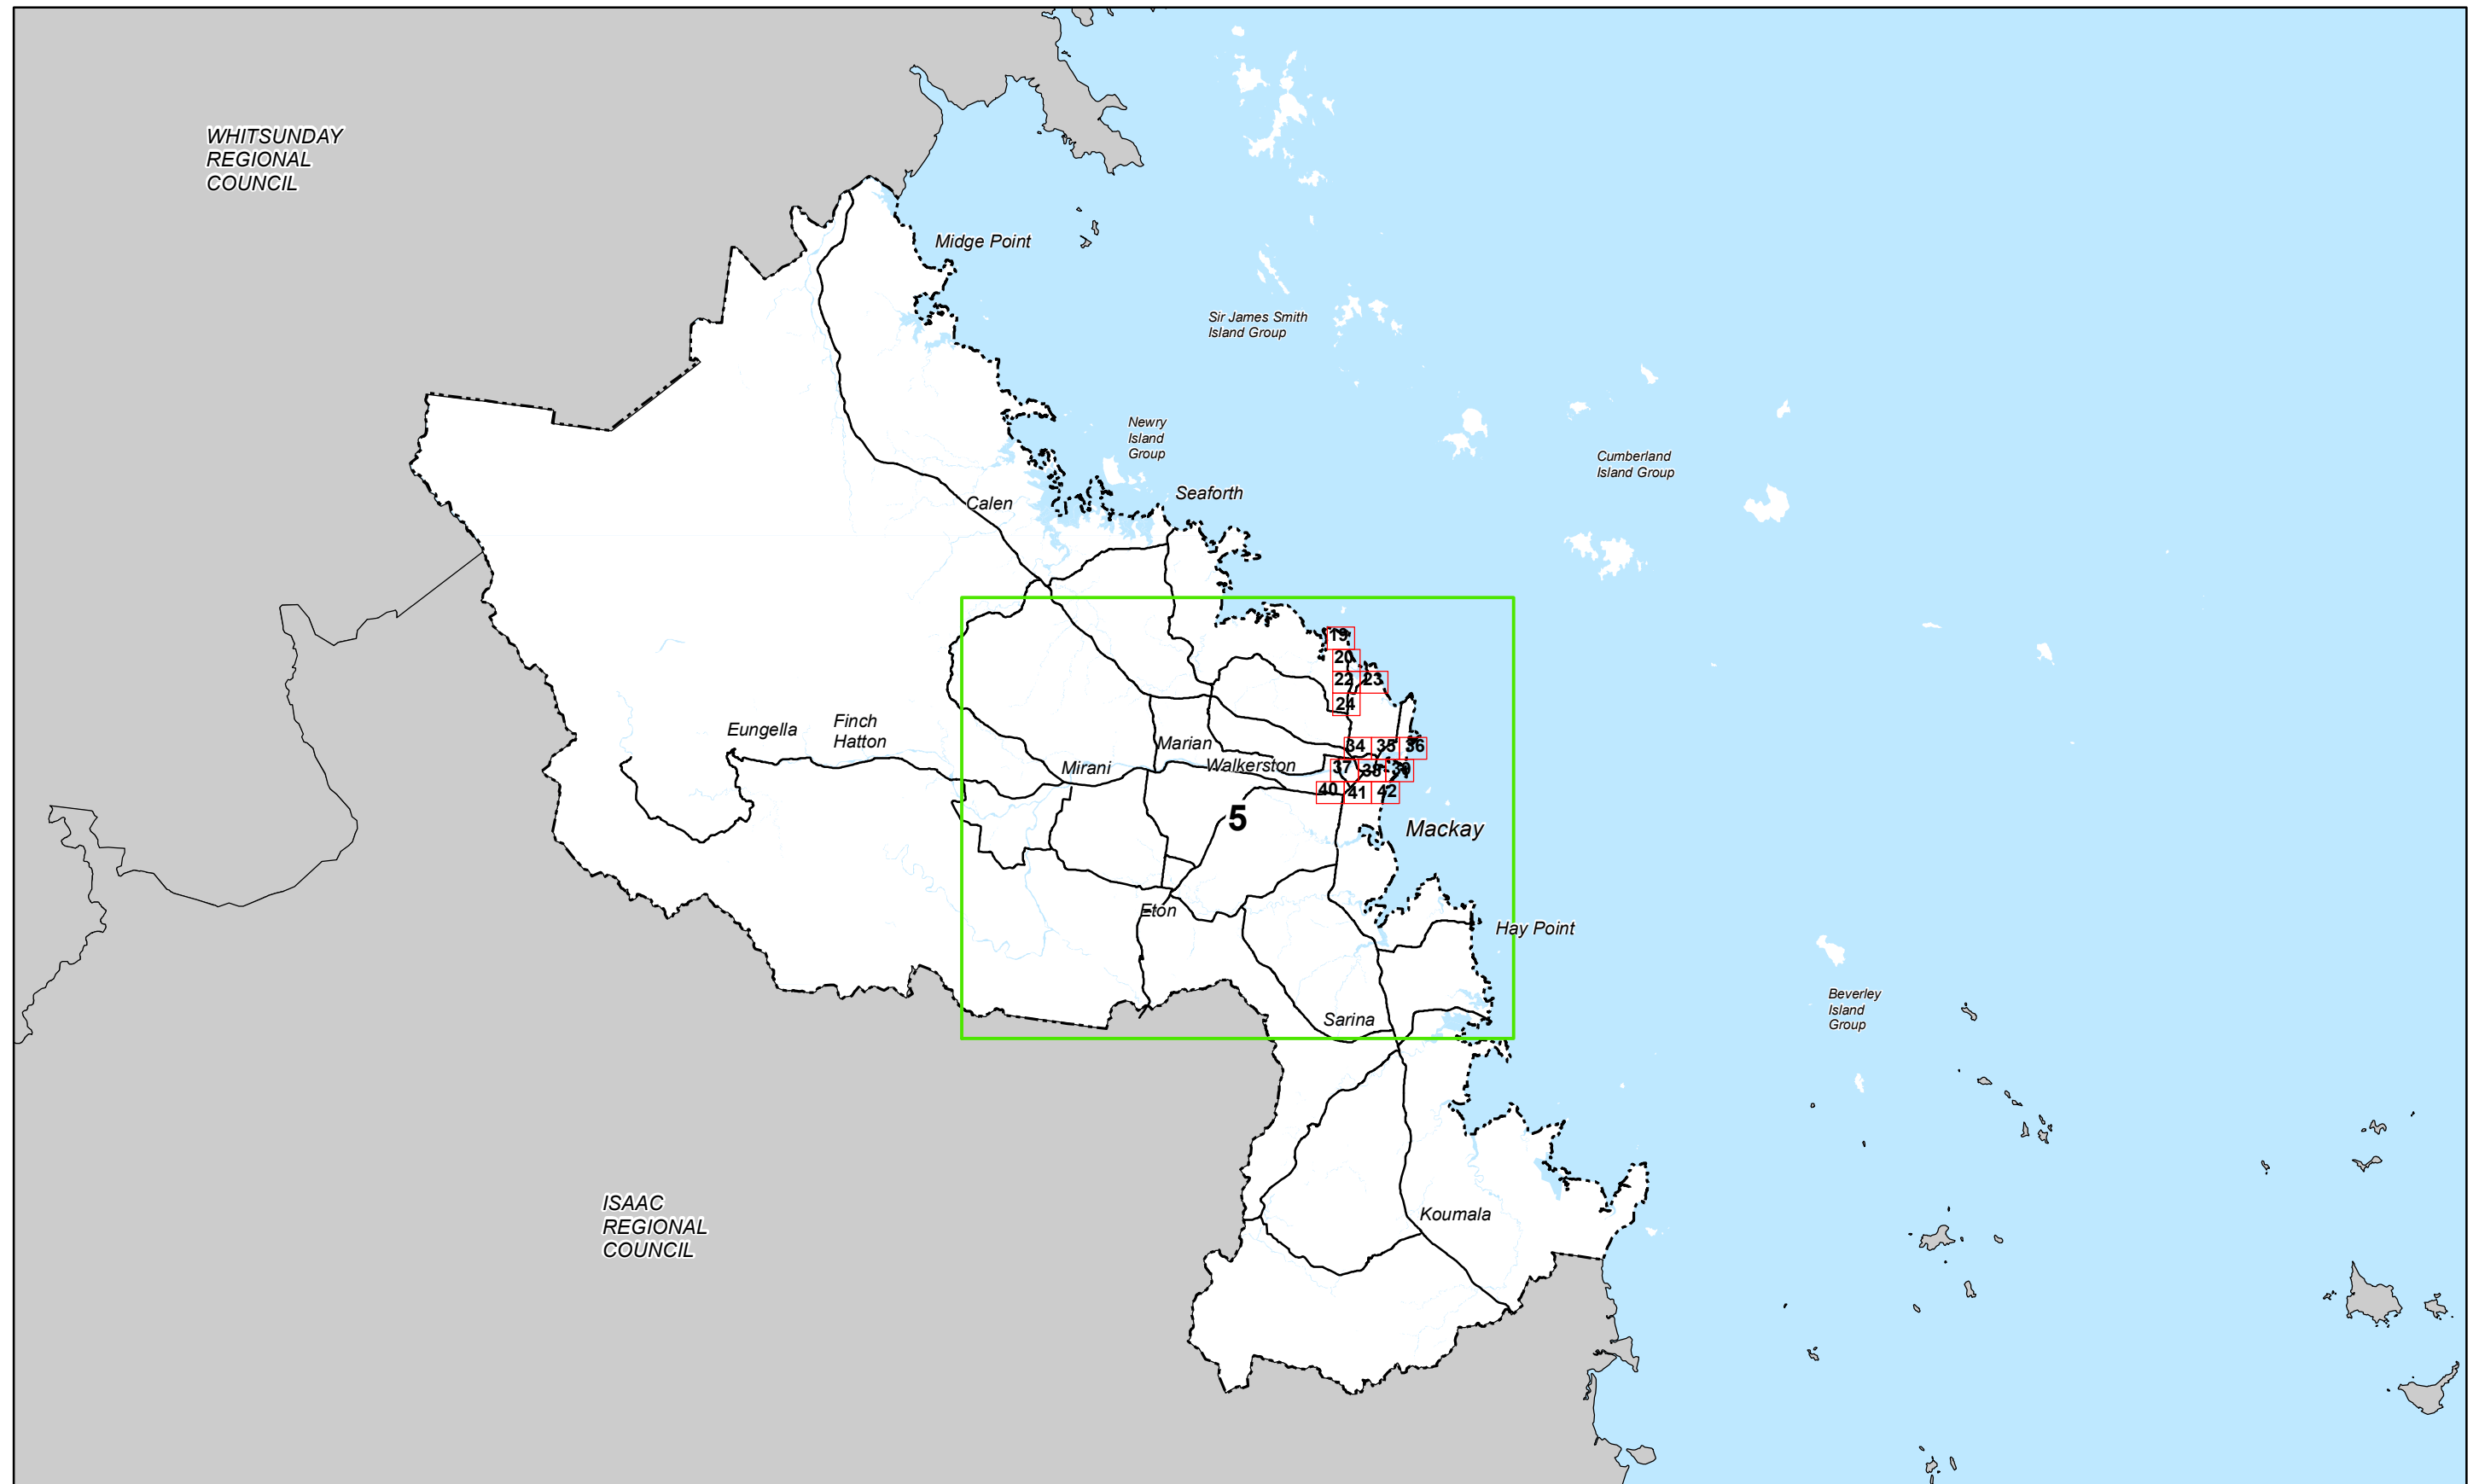 WHITSUNDAY
REGIONAL
COUNCIL
Midge Point
Sir James Smith
Island Group
Newry
Island
Group
Cumberland
Island Group
Seaforth
Calen
19
20
22 23
24
Eungella
Finch
Hatton
Marian
34 35 36
Mirani
Walkerston
37 38 39
40 41 42
5
Mackay
Eton
Hay Point
Beverley
Island
Group
Sarina
ISAAC
REGIONAL
COUNCIL
Koumala